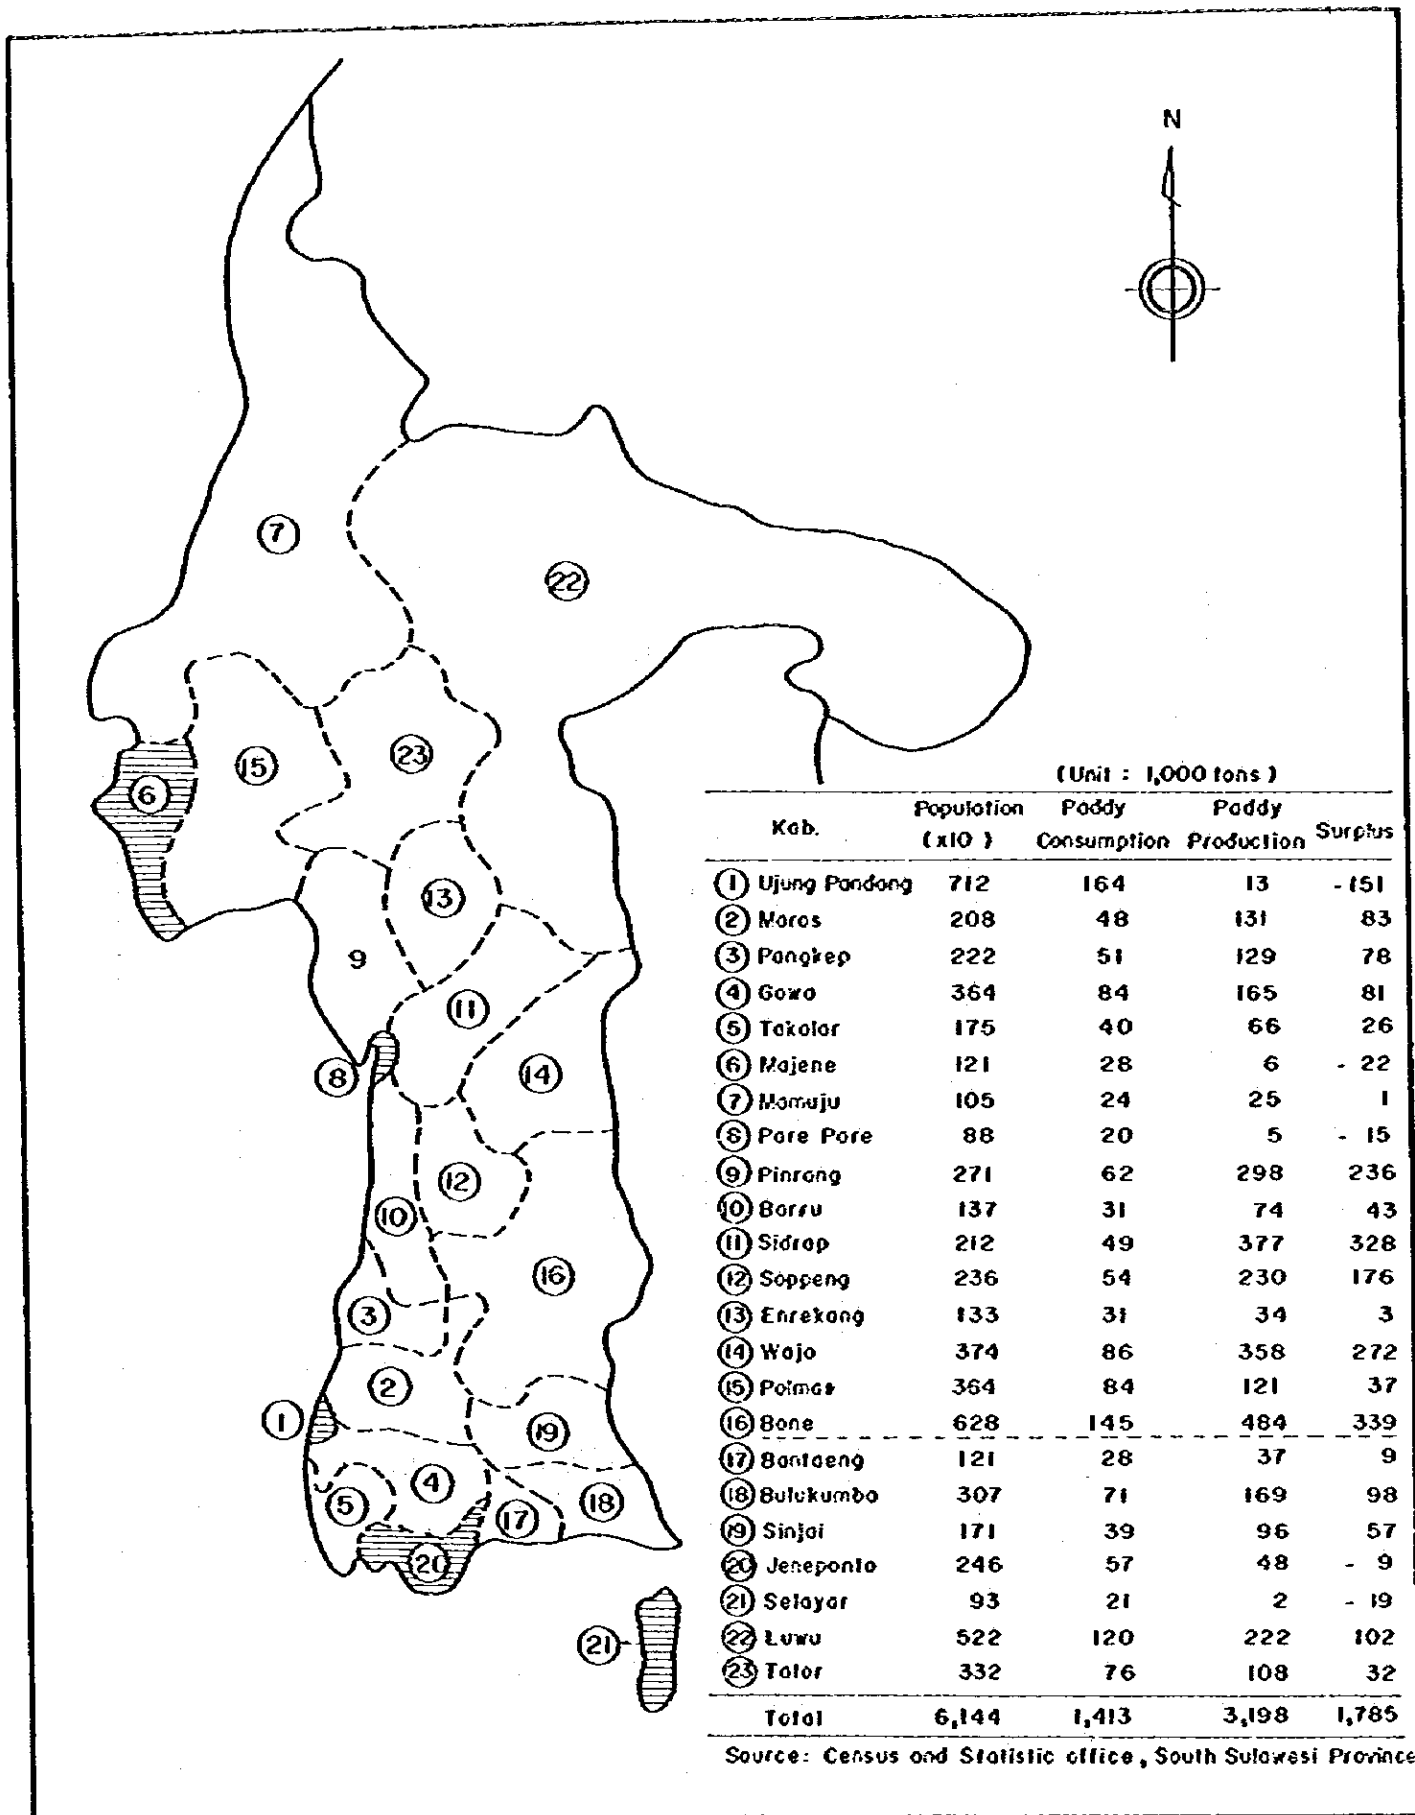 N
7
22
15
23
6
13
9
11
8
14
12
10
16
3
2
1
19
4
5
17
18
20
21
(Unit : 1,000 tons)
Kab. Population (x10 ) Paddy Consumption Paddy Production Surplus
1 Ujung Pandang 712 164 13 -151
2 Maros 208 48 131 83
3 Pangkep 222 51 129 78
4 Gowa 364 84 165 81
5 Takalar 175 40 66 26
6 Majene 121 28 6 - 22
7 Mamuju 105 24 25 1
8 Pare Pare 88 20 5 - 15
9 Pinrang 271 62 298 236
10 Barru 137 31 74 43
11 Sidrap 212 49 377 328
12 Soppeng 236 54 230 176
13 Enrekang 133 31 34 3
14 Wajo 374 86 358 272
15 Polmas 364 84 121 37
16 Bone 628 145 484 339
17 Bantaeng 121 28 37 9
18 Bulukumba 307 71 169 98
19 Sinjai 171 39 96 57
20 Jeneponto 246 57 48 - 9
21 Selayar 93 21 2 - 19
22 Luwu 522 120 222 102
23 Tator 332 76 108 32
Total 6,144 1,413 3,198 1,785
Source: Census and Statistic office, South Sulawesi Province